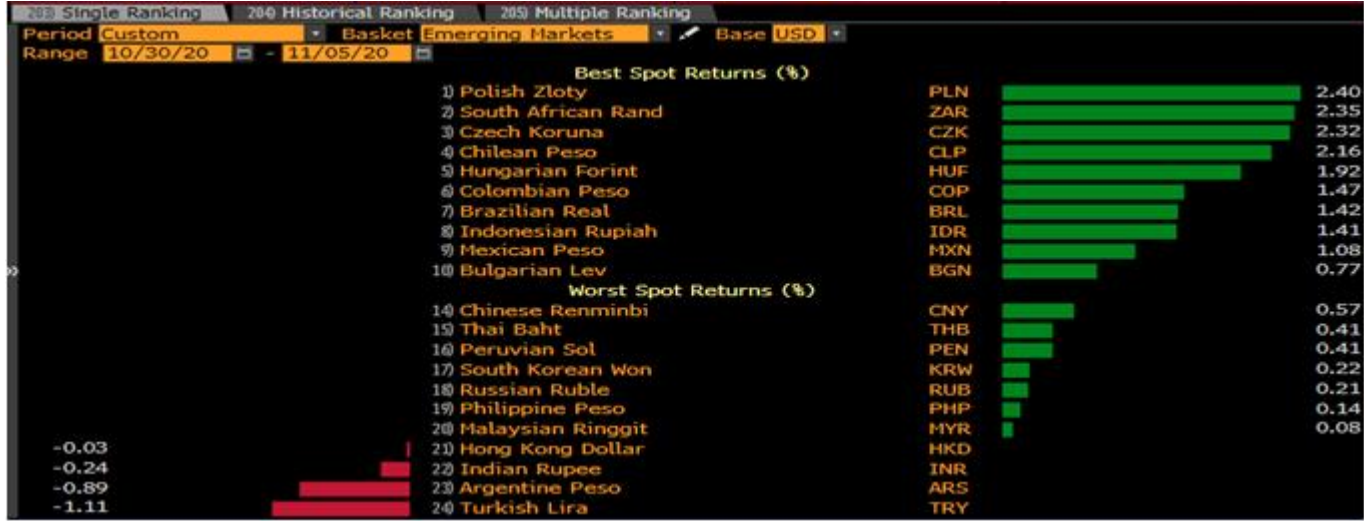 203) Single Ranking 204) Historical Ranking 205) Multiple Ranking
Period Custom Basket Emerging Markets Base USD
Range 10/30/20 - 11/05/20
Best Spot Returns (%)
1) Polish Zloty PLN 2.40
2) South African Rand ZAR 2.35
3) Czech Koruna CZK 2.32
4) Chilean Peso CLP 2.16
5) Hungarian Forint HUF 1.92
6) Colombian Peso COP 1.47
7) Brazilian Real BRL 1.42
8) Indonesian Rupiah IDR 1.41
9) Mexican Peso MXN 1.08
10) Bulgarian Lev BGN 0.77
Worst Spot Returns (%)
14) Chinese Renminbi CNY 0.57
15) Thai Baht THB 0.41
16) Peruvian Sol PEN 0.41
17) South Korean Won KRW 0.22
18) Russian Ruble RUB 0.21
19) Philippine Peso PHP 0.14
20) Malaysian Ringgit MYR 0.08
-0.03 21) Hong Kong Dollar HKD
-0.24 22) Indian Rupee INR
-0.89 23) Argentine Peso ARS
-1.11 24) Turkish Lira TRY